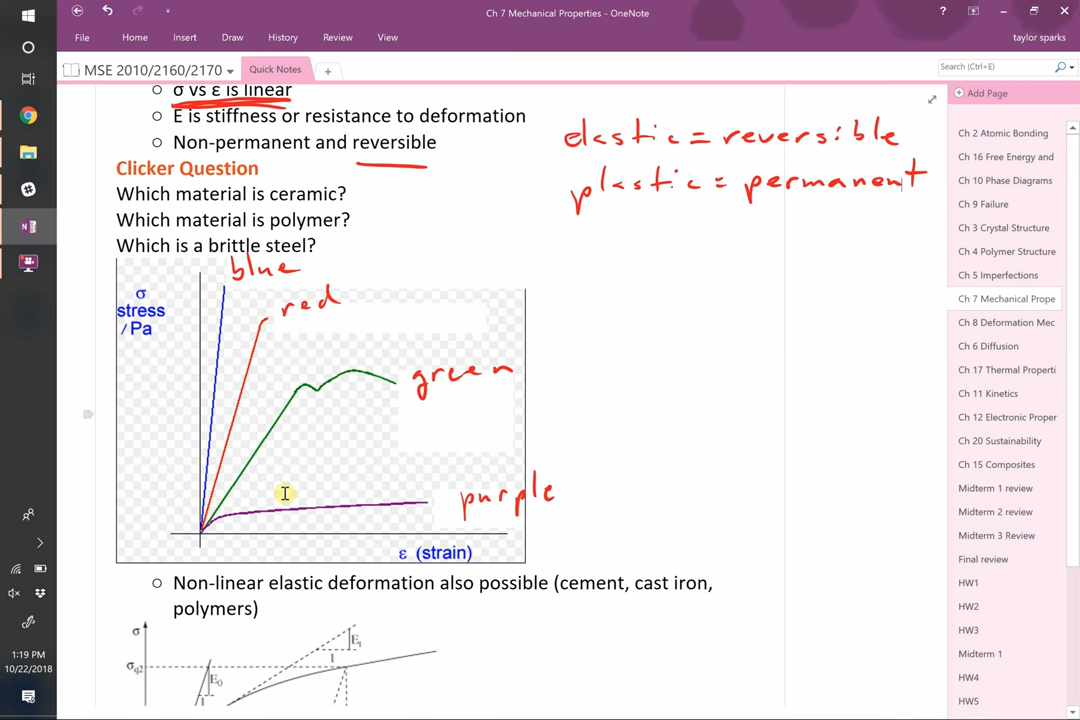 Ch 7 Mechanical Properties - OneNote
?
File
Home
Insert
Draw
History
Review
View
taylor sparks
MSE 2010/2160/2170
Quick Notes
+
Search (Ctrl+E)
Add Page
○ σ vs ε is linear
○ E is stiffness or resistance to deformation
○ Non-permanent and reversible
elastic = reversible
plastic = permanent
Clicker Question
Which material is ceramic?
Which material is polymer?
Which is a brittle steel?
blue
red
green
purple
σ
stress
/Pa
ε (strain)
○ Non-linear elastic deformation also possible (cement, cast iron,
polymers)
σ
σq2
E0
1
E1
1
Ch 2 Atomic Bonding
Ch 16 Free Energy and
Ch 10 Phase Diagrams
Ch 9 Failure
Ch 3 Crystal Structure
Ch 4 Polymer Structure
Ch 5 Imperfections
Ch 7 Mechanical Prope
Ch 8 Deformation Mec
Ch 6 Diffusion
Ch 17 Thermal Properti
Ch 11 Kinetics
Ch 12 Electronic Proper
Ch 20 Sustainability
Ch 15 Composites
Midterm 1 review
Midterm 2 review
Midterm 3 Review
Final review
HW1
HW2
HW3
Midterm 1
HW4
HW5
1:19 PM
10/22/2018